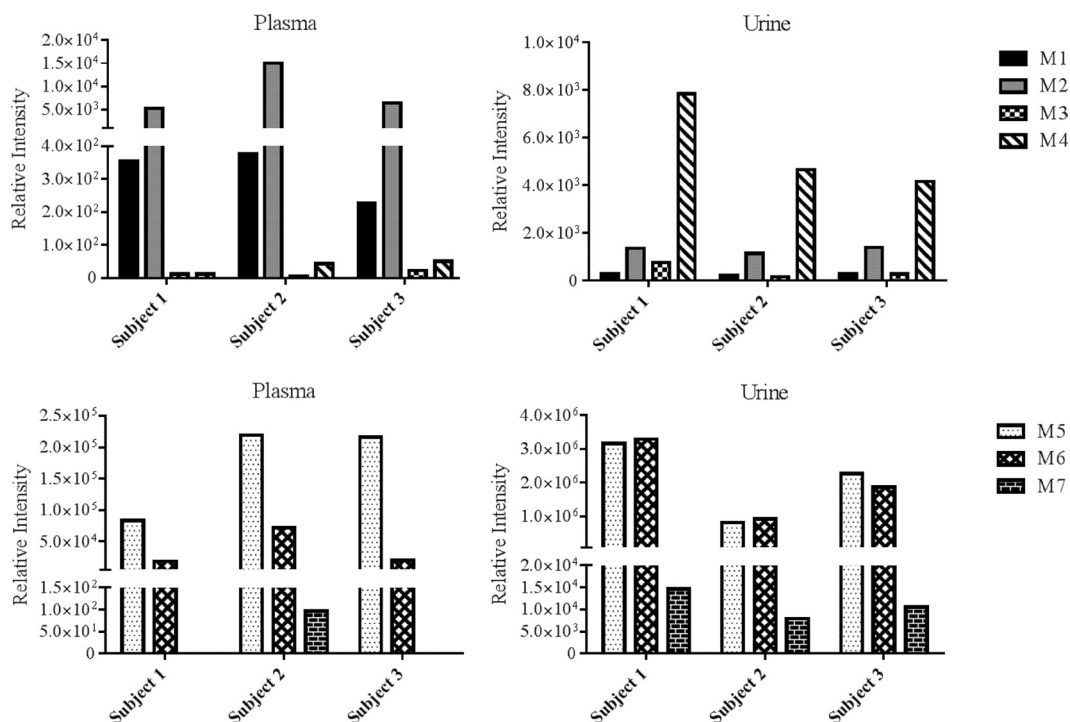 Plasma
Relative Intensity
2.0×10⁴
1.5×10⁴
1.0×10⁴
5.0×10³
4.0×10²
3.0×10²
2.0×10²
1.0×10²
0
Subject 1
Subject 2
Subject 3
Urine
Relative Intensity
1.0×10⁴
8.0×10³
6.0×10³
4.0×10³
2.0×10³
0
Subject 1
Subject 2
Subject 3
M1
M2
M3
M4
Plasma
Relative Intensity
2.5×10⁵
2.0×10⁵
1.5×10⁵
1.0×10⁵
5.0×10⁴
1.5×10²
1.0×10²
5.0×10¹
0
Subject 1
Subject 2
Subject 3
Urine
Relative Intensity
4.0×10⁶
3.0×10⁶
2.0×10⁶
1.0×10⁶
2.0×10⁴
1.5×10⁴
1.0×10⁴
5.0×10³
0
Subject 1
Subject 2
Subject 3
M5
M6
M7